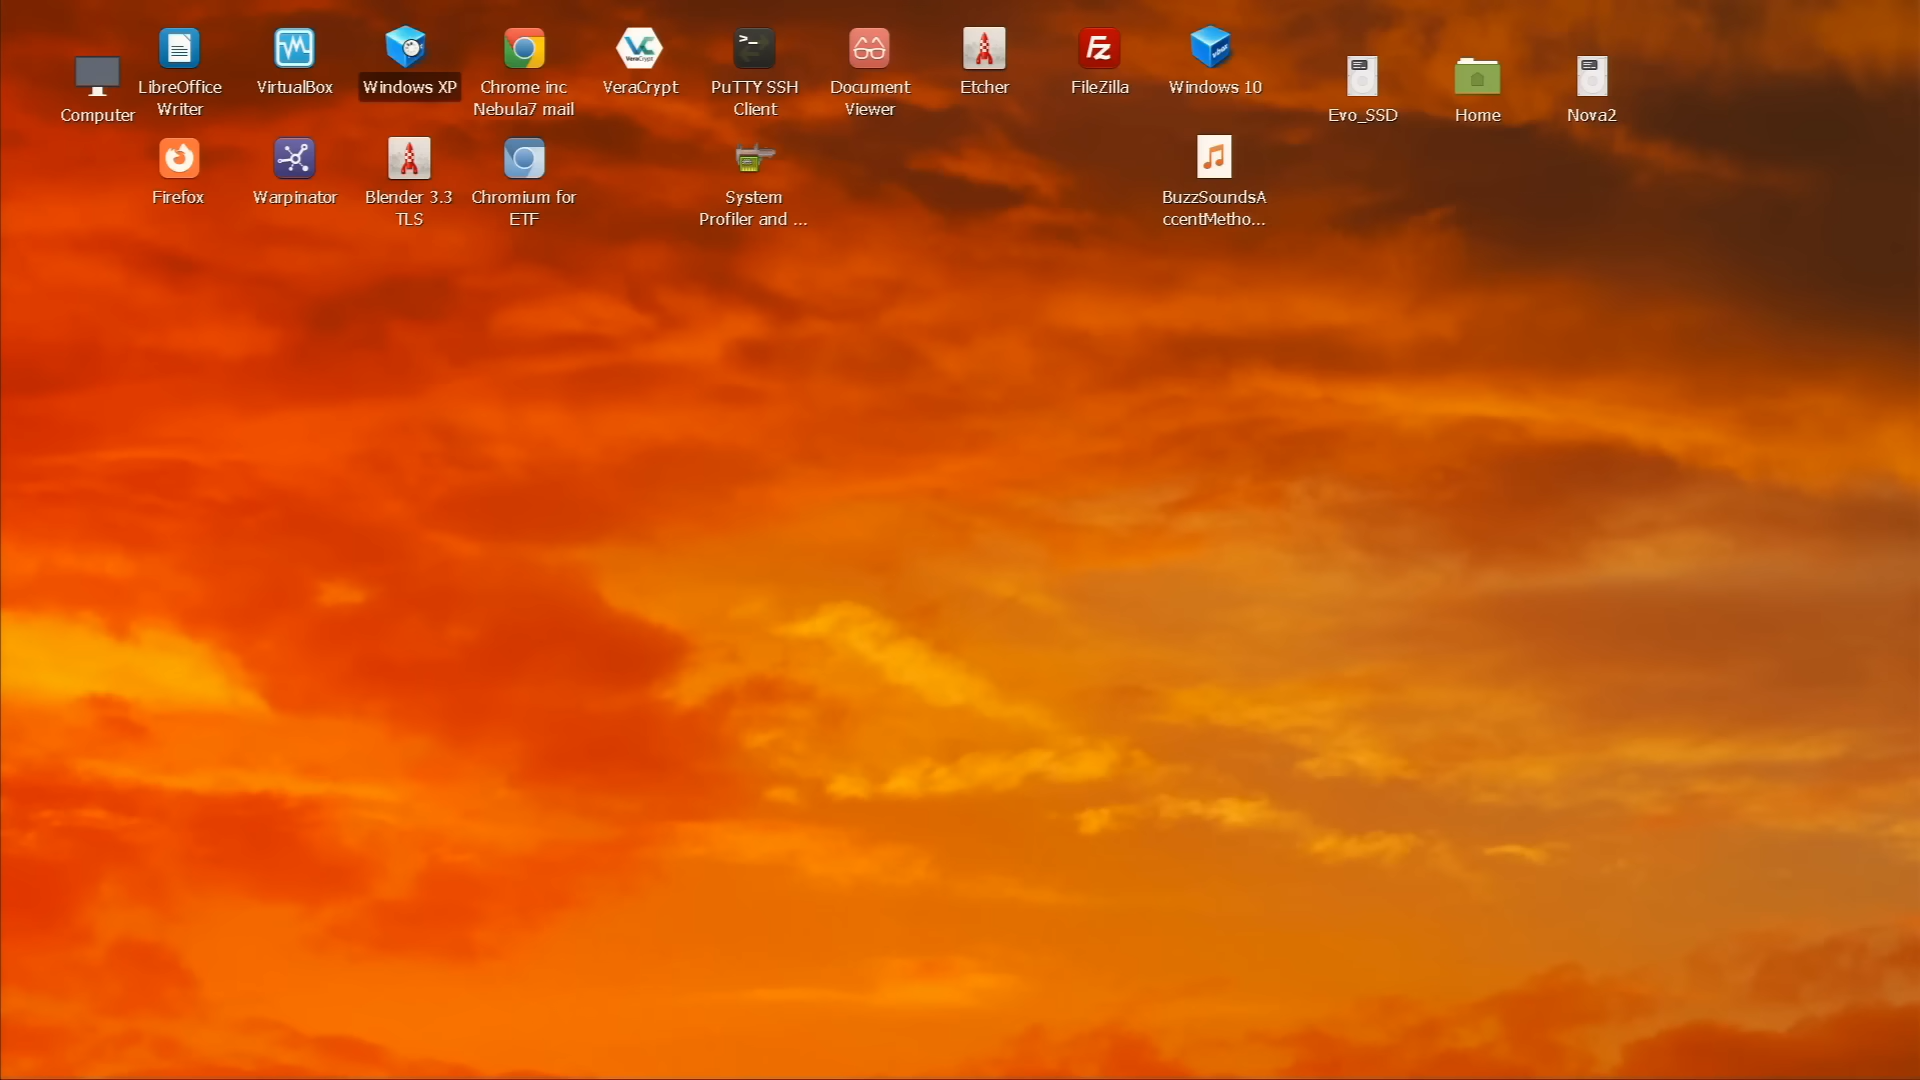 Computer
LibreOffice
Writer
VirtualBox
Windows XP
Chrome inc
Nebula7 mail
VeraCrypt
PuTTY SSH
Client
Document
Viewer
Etcher
FileZilla
Windows 10
Evo_SSD
Home
Nova2
Firefox
Warpinator
Blender 3.3
TLS
Chromium for
ETF
System
Profiler and ...
BuzzSoundsA
ccentMetho...